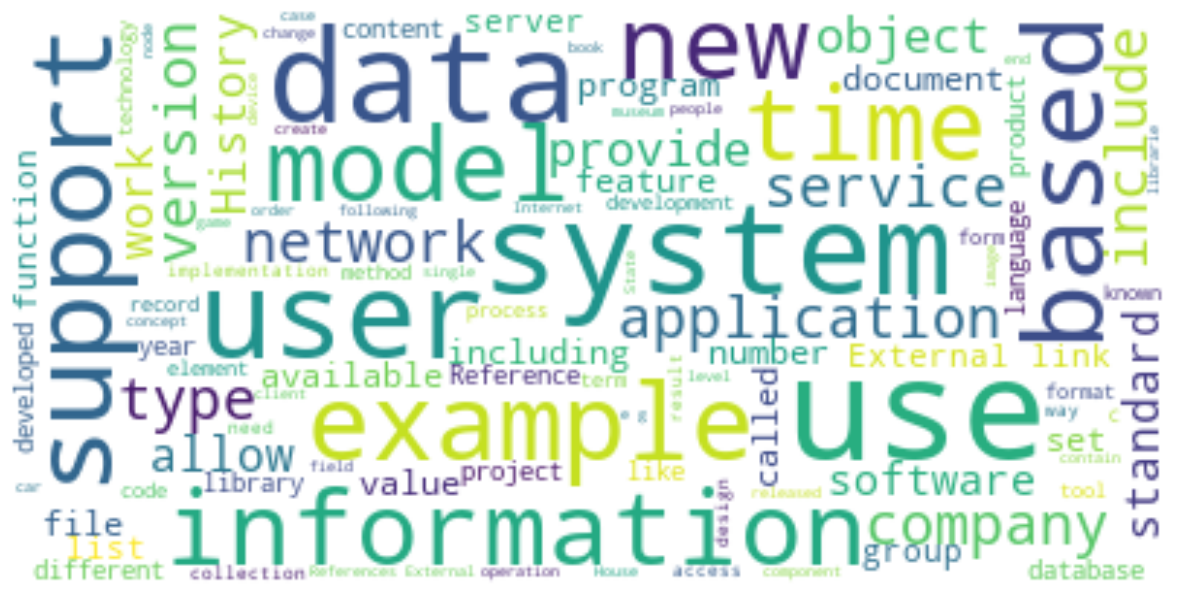 case
change
content
server
book
new
object
technology
node
version
History
device
data
program
document
end
support
museum
people
time
product
based
include
librarie
create
model
provide
work
feature
service
function
order
following
Internet
development
game
network
system
form
language
image
implementation
method
single
State
known
record
user
process
application
concept
year
including
number
External link
developed
element
available
Reference
term
result
level
standard
type
client
example
e g
called
use
format
way
c
need
set
allow
field
project
like
contain
car
code
library
value
software
tool
file
information
design
released
company
list
group
different
collection
References External
operation
House
access
component
database